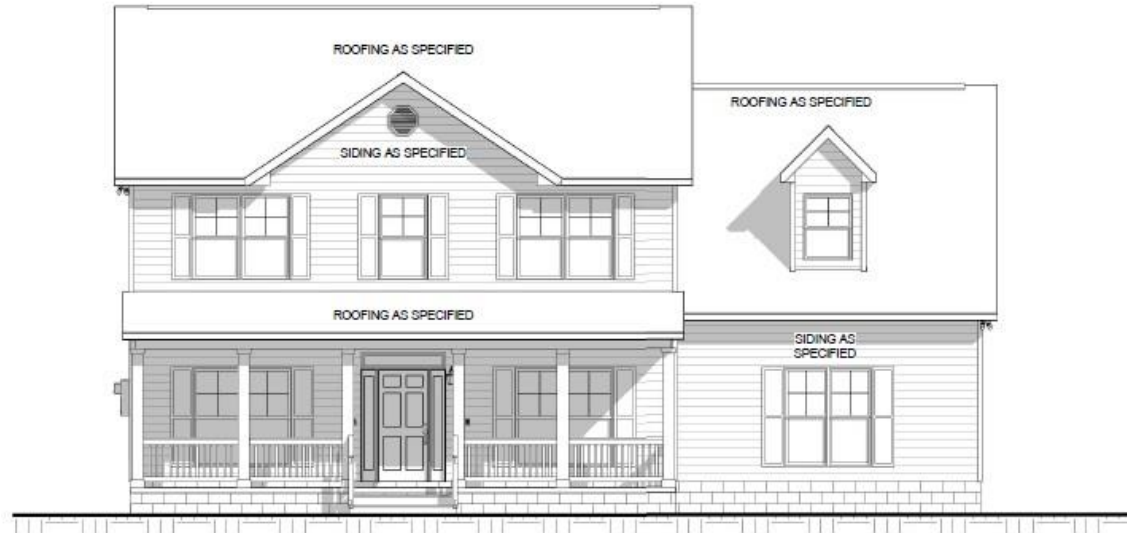 ROOFING AS SPECIFIED
ROOFING AS SPECIFIED
SIDING AS SPECIFIED
ROOFING AS SPECIFIED
SIDING AS
SPECIFIED